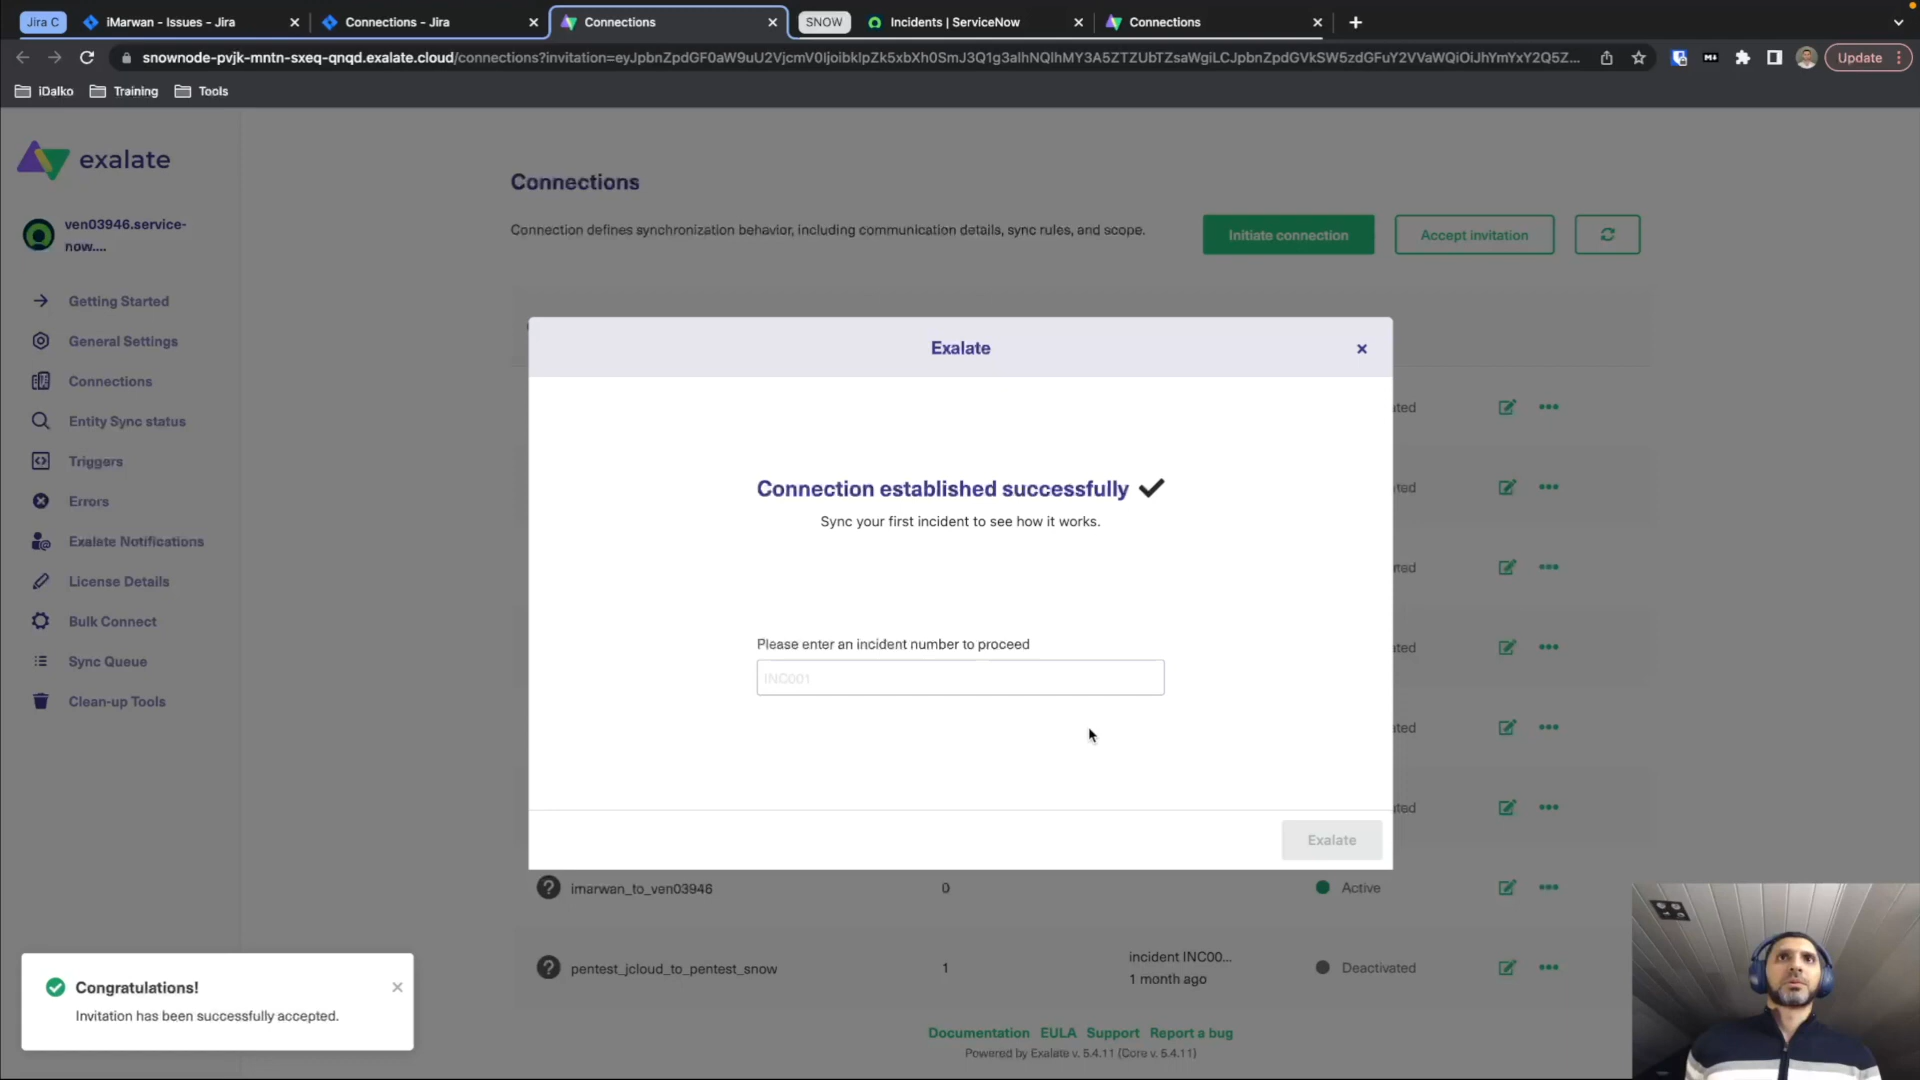 Jira C
iMarwan - Issues - Jira
Connections - Jira
Connections
SNOW
Incidents | ServiceNow
Connections
snownode-pvjk-mntn-sxeq-qnqd.exalate.cloud/connections?invitation=
Update
iDalko
Training
Tools
exalate
ven03946.service-
now....
Getting Started
General Settings
Connections
Entity Sync status
Triggers
Errors
Exalate Notifications
License Details
Bulk Connect
Sync Queue
Clean-up Tools
Connections
Connection defines synchronization behavior, including communication details, sync rules, and scope.
Initiate connection
Accept invitation
Exalate
Connection established successfully
Sync your first incident to see how it works.
Please enter an incident number to proceed
INC001
Exalate
imarwan_to_ven03946
0
Active
pentest_jcloud_to_pentest_snow
1
incident INC00...
1 month ago
Deactivated
Congratulations!
Invitation has been successfully accepted.
Documentation EULA Support Report a bug
Powered by Exalate v. 5.4.11 (Core v. 5.4.11)